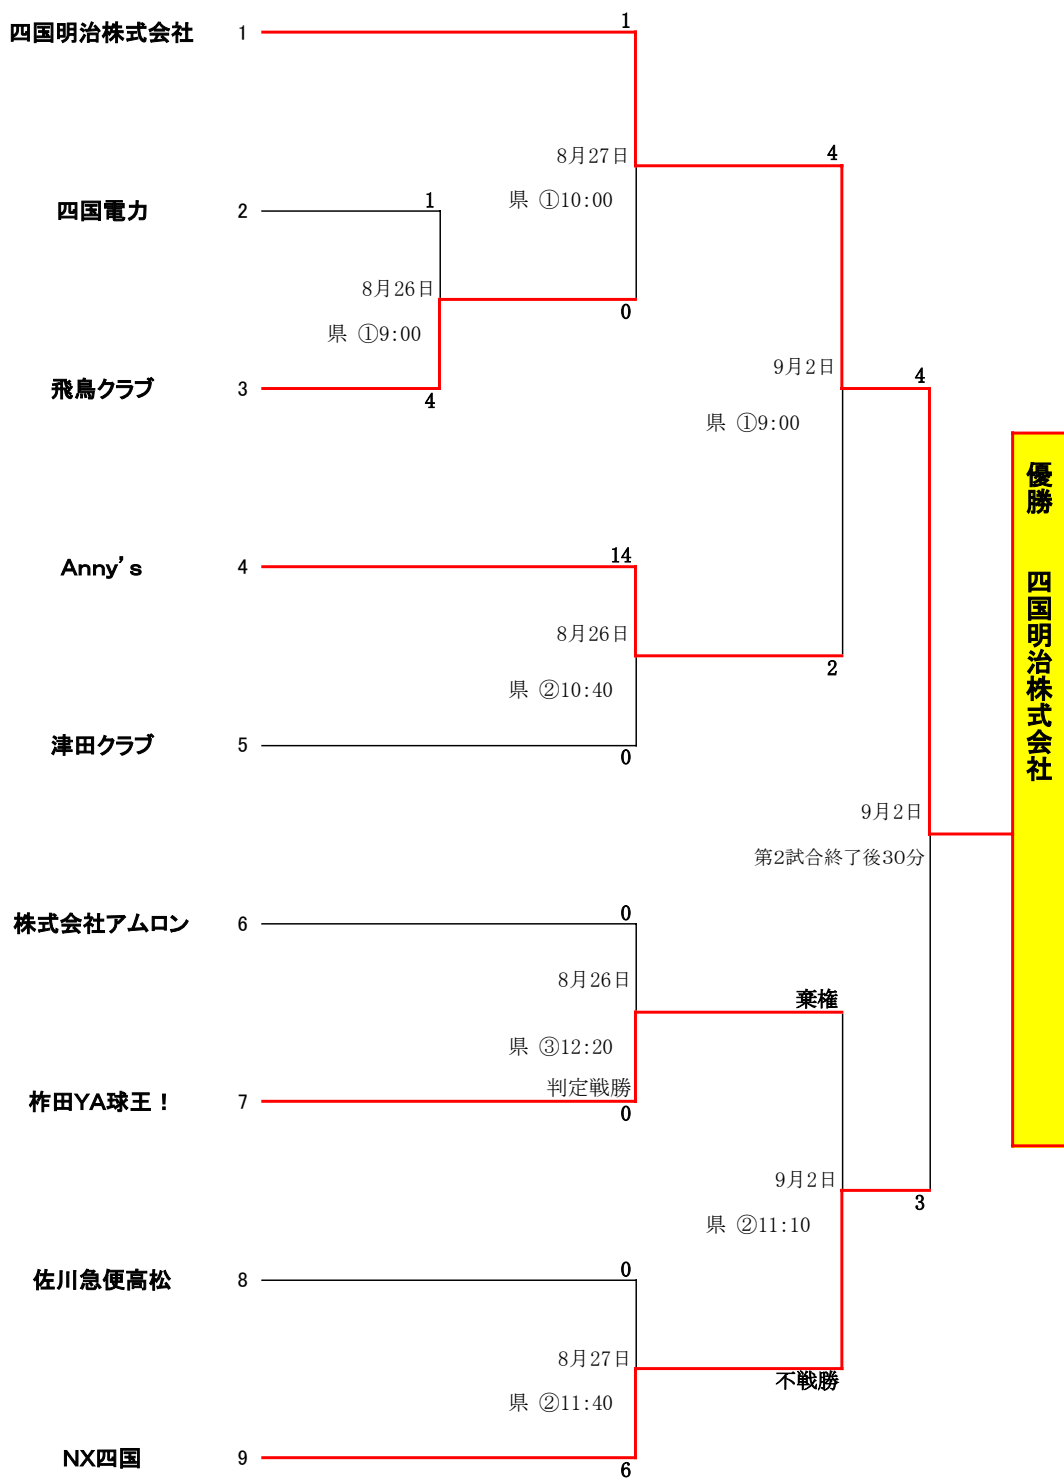 四国明治株式会社 1
1
8月27日
県 ①10:00
4
四国電力 2
1
8月26日
県 ①9:00
0
飛鳥クラブ 3
4
9月2日
県 ①9:00
4
Anny’s 4
14
8月26日
県 ②10:40
2
津田クラブ 5
0
9月2日
第2試合終了後30分
優勝 四国明治株式会社
株式会社アムロン 6
0
8月26日
県 ③12:20
判定戦勝
棄権
柞田YA球王！ 7
0
9月2日
県 ②11:10
3
佐川急便高松 8
0
8月27日
県 ②11:40
不戦勝
NX四国 9
6